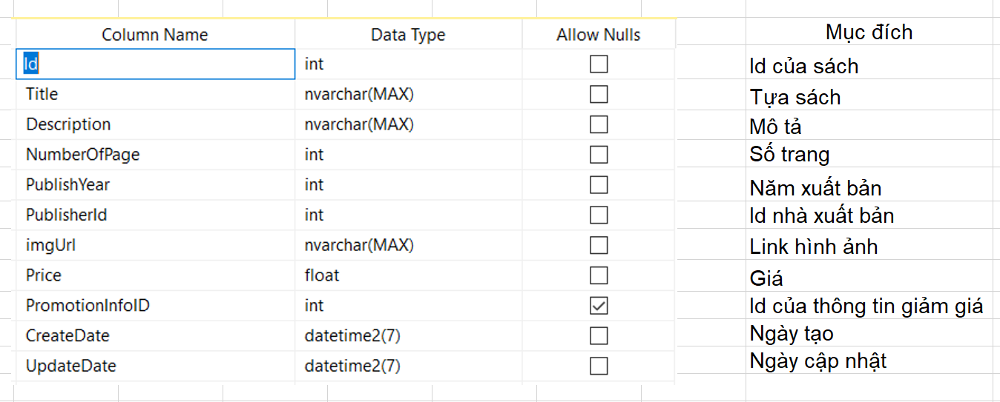 Column Name Data Type Allow Nulls Mục đích
Id int Id của sách
Title nvarchar(MAX) Tựa sách
Description nvarchar(MAX) Mô tả
NumberOfPage int Số trang
PublishYear int Năm xuất bản
PublisherId int Id nhà xuất bản
imgUrl nvarchar(MAX) Link hình ảnh
Price float Giá
PromotionInfoID int Id của thông tin giảm giá
CreateDate datetime2(7) Ngày tạo
UpdateDate datetime2(7) Ngày cập nhật